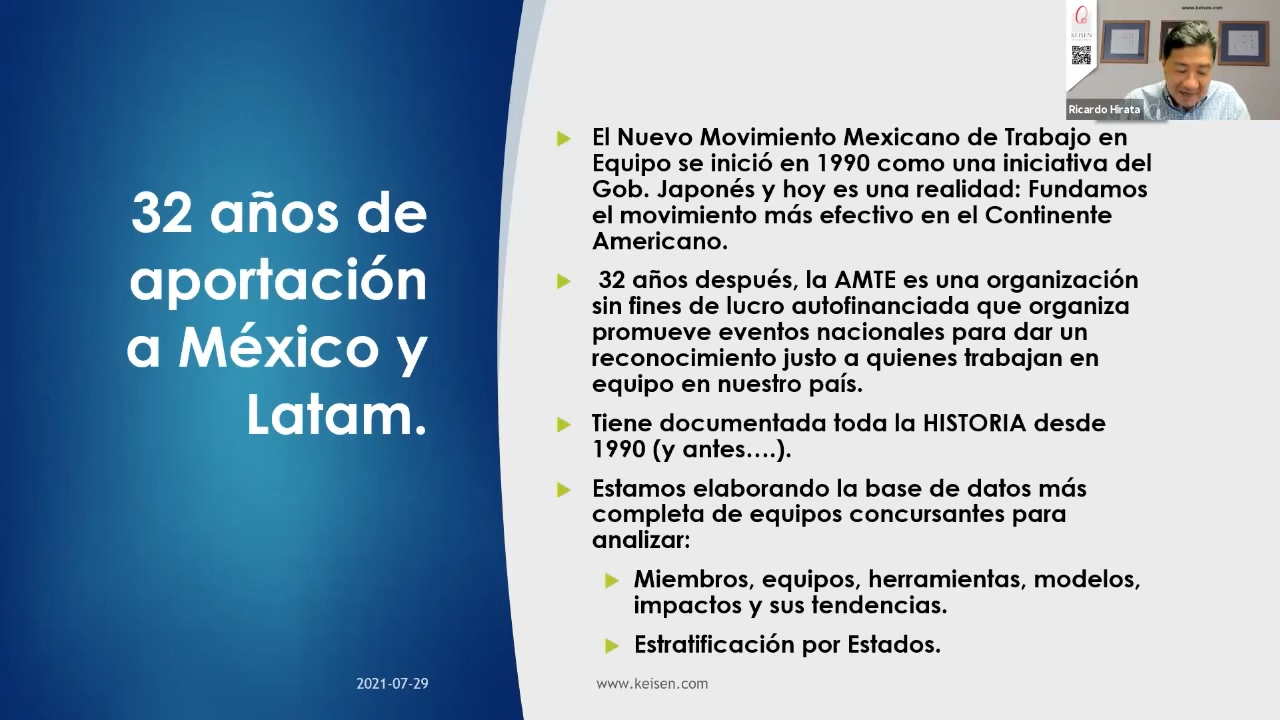 32 años de
aportación
a México y
Latam.
El Nuevo Movimiento Mexicano de Trabajo en
Equipo se inició en 1990 como una iniciativa del
Gob. Japonés y hoy es una realidad: Fundamos
el movimiento más efectivo en el Continente
Americano.
32 años después, la AMTE es una organización
sin fines de lucro autofinanciada que organiza
promueve eventos nacionales para dar un
reconocimiento justo a quienes trabajan en
equipo en nuestro país.
Tiene documentada toda la HISTORIA desde
1990 (y antes….).
Estamos elaborando la base de datos más
completa de equipos concursantes para
analizar:
Miembros, equipos, herramientas, modelos,
impactos y sus tendencias.
Estratificación por Estados.
2021-07-29
www.keisen.com
www.keisen.com
KEISEN
Ricardo Hirata